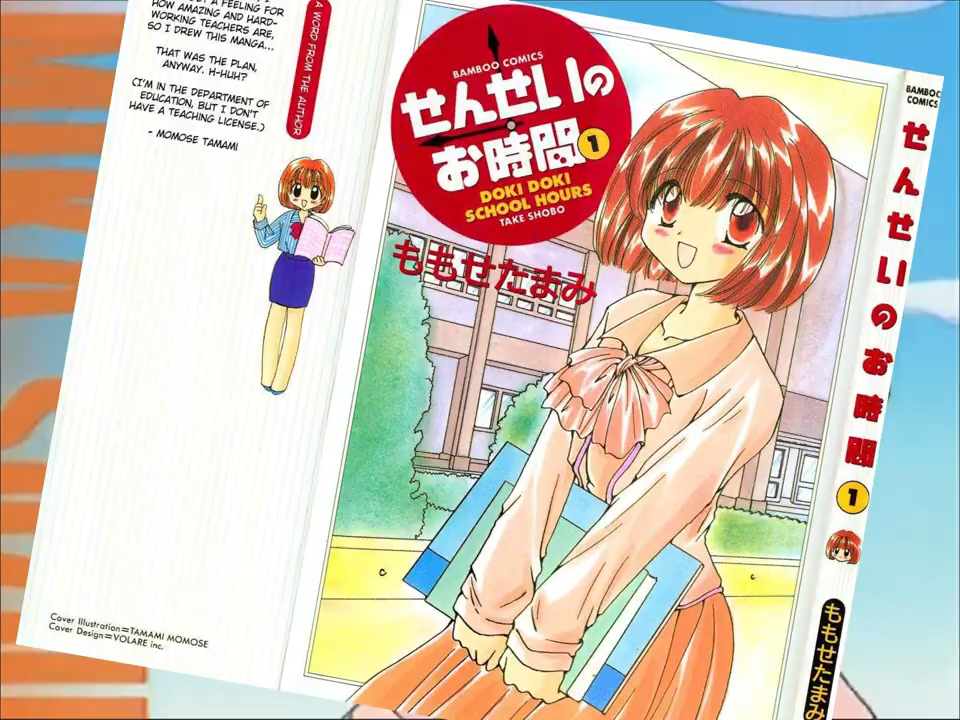 HOW AMAZING AND HARD-
WORKING TEACHERS ARE,
SO I DREW THIS MANGA...
THAT WAS THE PLAN,
ANYWAY. H-HUH?
(I'M IN THE DEPARTMENT OF
EDUCATION, BUT I DON'T
HAVE A TEACHING LICENSE.)
- MOMOSE TAMAMI
A WORD FROM THE AUTHOR
Cover Illustration=TAMAMI MOMOSE
Cover Design=VOLARE inc.
BAMBOO COMICS
せんせいの
お時間 1
DOKI DOKI
SCHOOL HOURS
TAKE SHOBO
ももせたまみ
BAMBOO
COMICS
せんせいのお時間
1
ももせたまみ